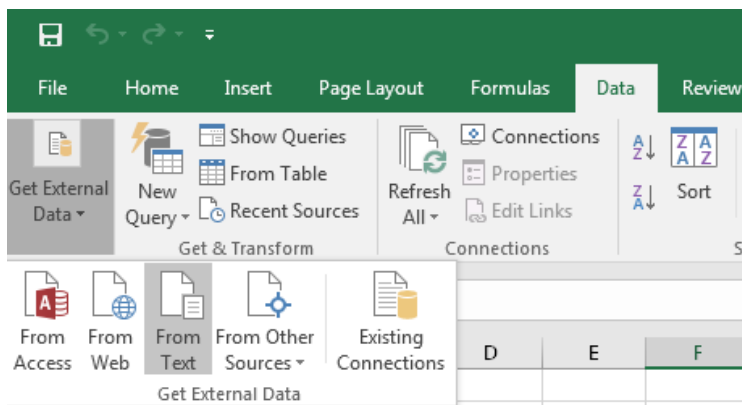 File Home Insert Page Layout Formulas Data Review
Get External Data
New Query
Show Queries
From Table
Recent Sources
Get & Transform
Refresh All
Connections
Properties
Edit Links
Connections
A Z
Z A
Z A
A Z
Sort
S
From Access
From Web
From Text
From Other Sources
Existing Connections
Get External Data
D E F